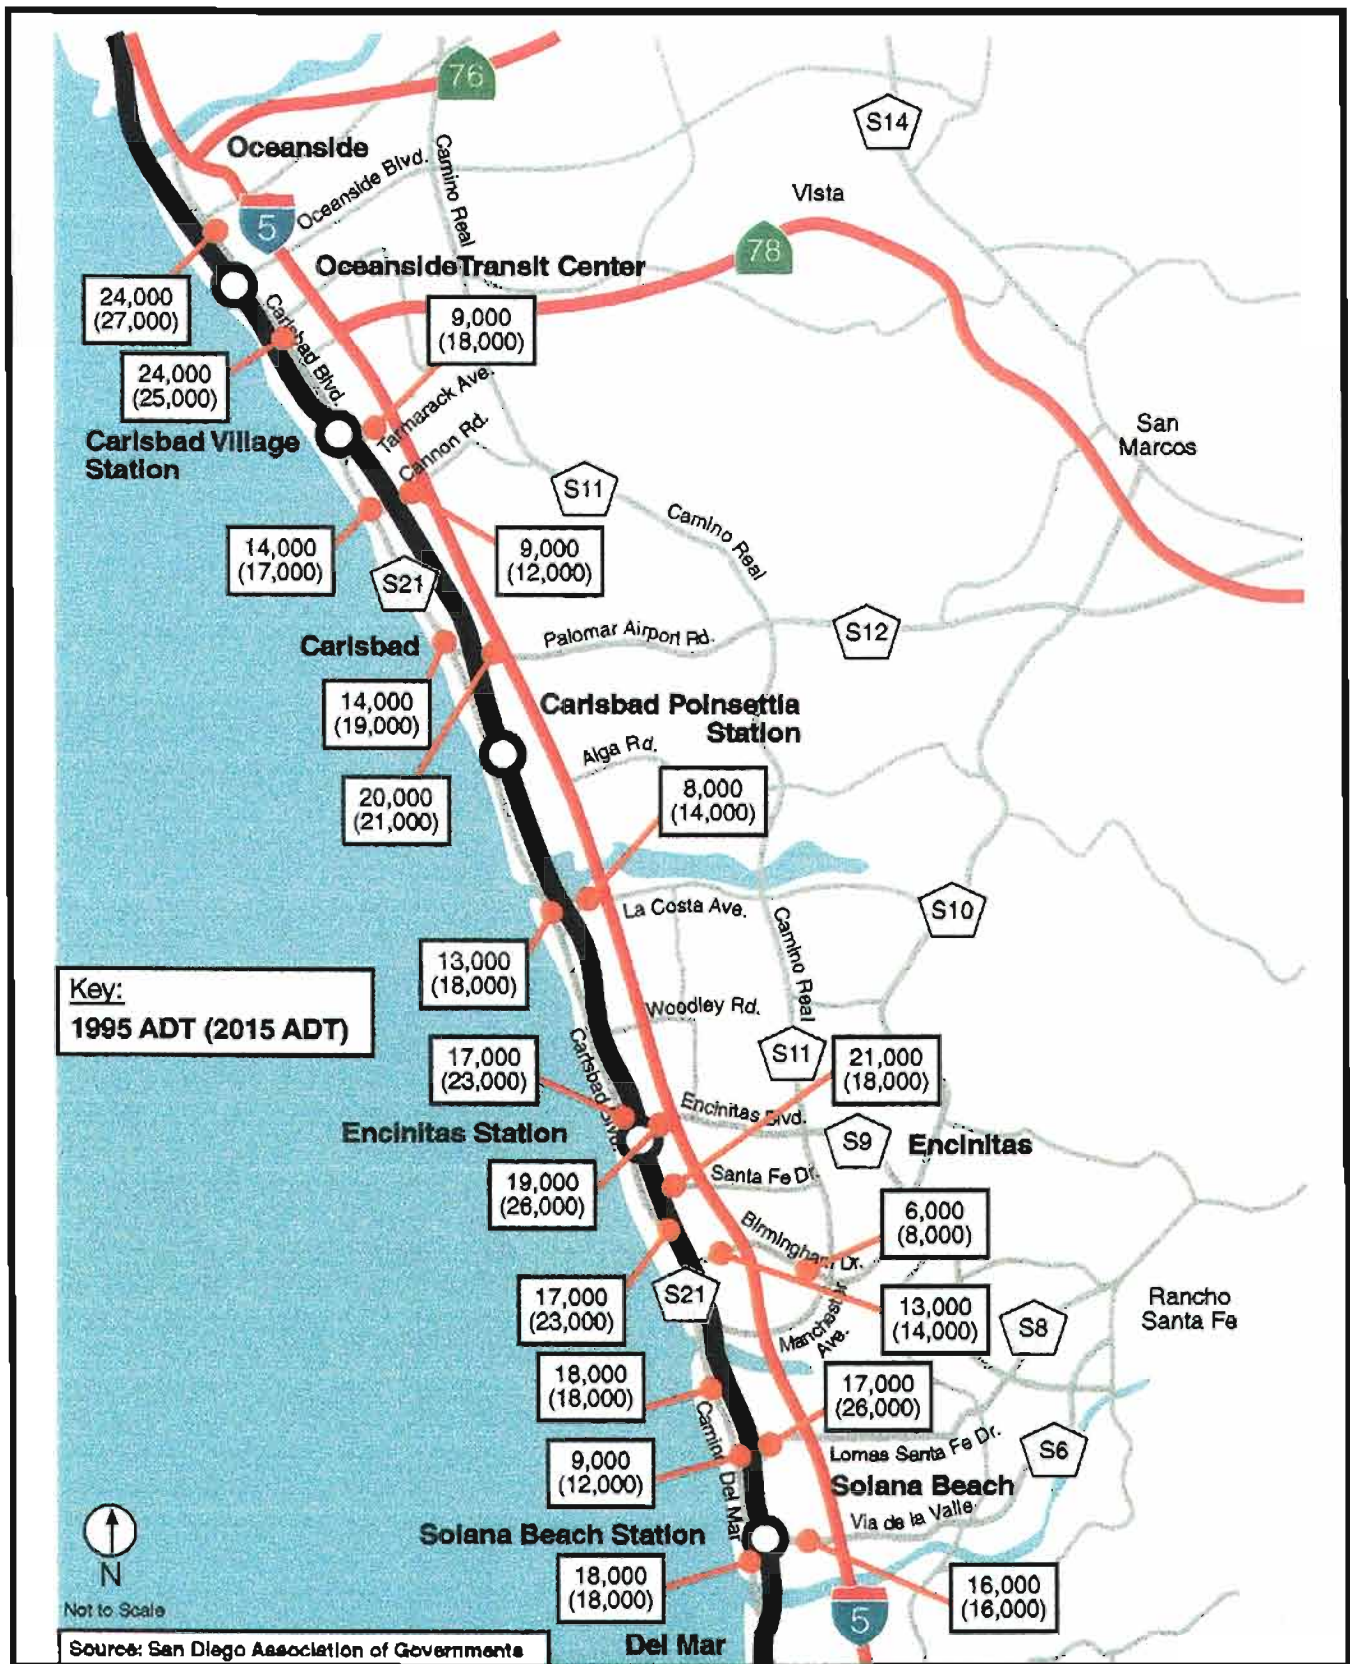 76
S14
Oceanside
Oceanside Blvd.
Camino Real
Vista
5
78
OceansideTransit Center
24,000
(27,000)
9,000
(18,000)
Carlsbad Blvd.
24,000
(25,000)
Tarmarack Ave.
Cannon Rd.
San
Marcos
Carlsbad Village
Station
S11
Camino Real
14,000
(17,000)
9,000
(12,000)
S21
Palomar Airport Rd.
S12
Carlsbad
14,000
(19,000)
Carlsbad Poinsettia
Station
Alga Rd.
20,000
(21,000)
8,000
(14,000)
La Costa Ave.
S10
Camino Real
13,000
(18,000)
Key:
1995 ADT (2015 ADT)
Woodley Rd.
Carlsbad Blvd.
17,000
(23,000)
S11
21,000
(18,000)
Encinitas Blvd.
Encinitas Station
S9
Encinitas
19,000
(26,000)
Santa Fe Dr.
6,000
(8,000)
Birmingham Dr.
17,000
(23,000)
S21
13,000
(14,000)
Manchester
Ave.
S8
Rancho
Santa Fe
18,000
(18,000)
17,000
(26,000)
Camino Del Mar
Lomas Santa Fe Dr.
S6
9,000
(12,000)
Solana Beach
Via de la Valle
Solana Beach Station
18,000
(18,000)
16,000
(16,000)
5
N
Not to Scale
Del Mar
Source: San Diego Association of Governments